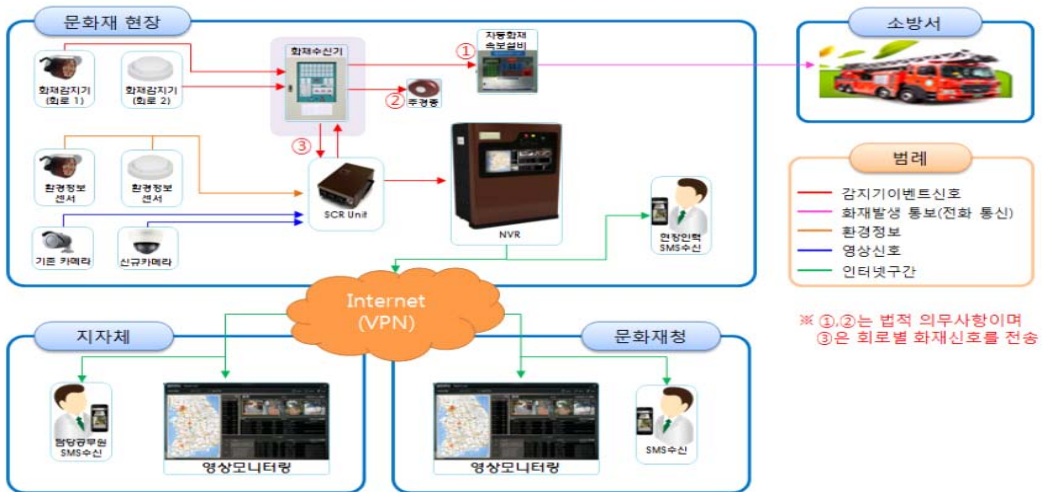 문화재 현장
소방서
화재감지기
(회로 1)
화재감지기
(회로 2)
화재수신기
①
자동화재
속보설비
②
주경종
③
환경정보
센서
환경정보
센서
SCR Unit
NVR
기존 카메라
신규카메라
현장인력
SMS수신
범례
감지기이벤트신호
화재발생 통보(전화 통신)
환경정보
영상신호
인터넷구간
※ ①,②는 법적 의무사항이며
③은 회로별 화재신호를 전송
Internet
(VPN)
지자체
문화재청
담당공무원
SMS수신
영상모니터링
영상모니터링
SMS수신